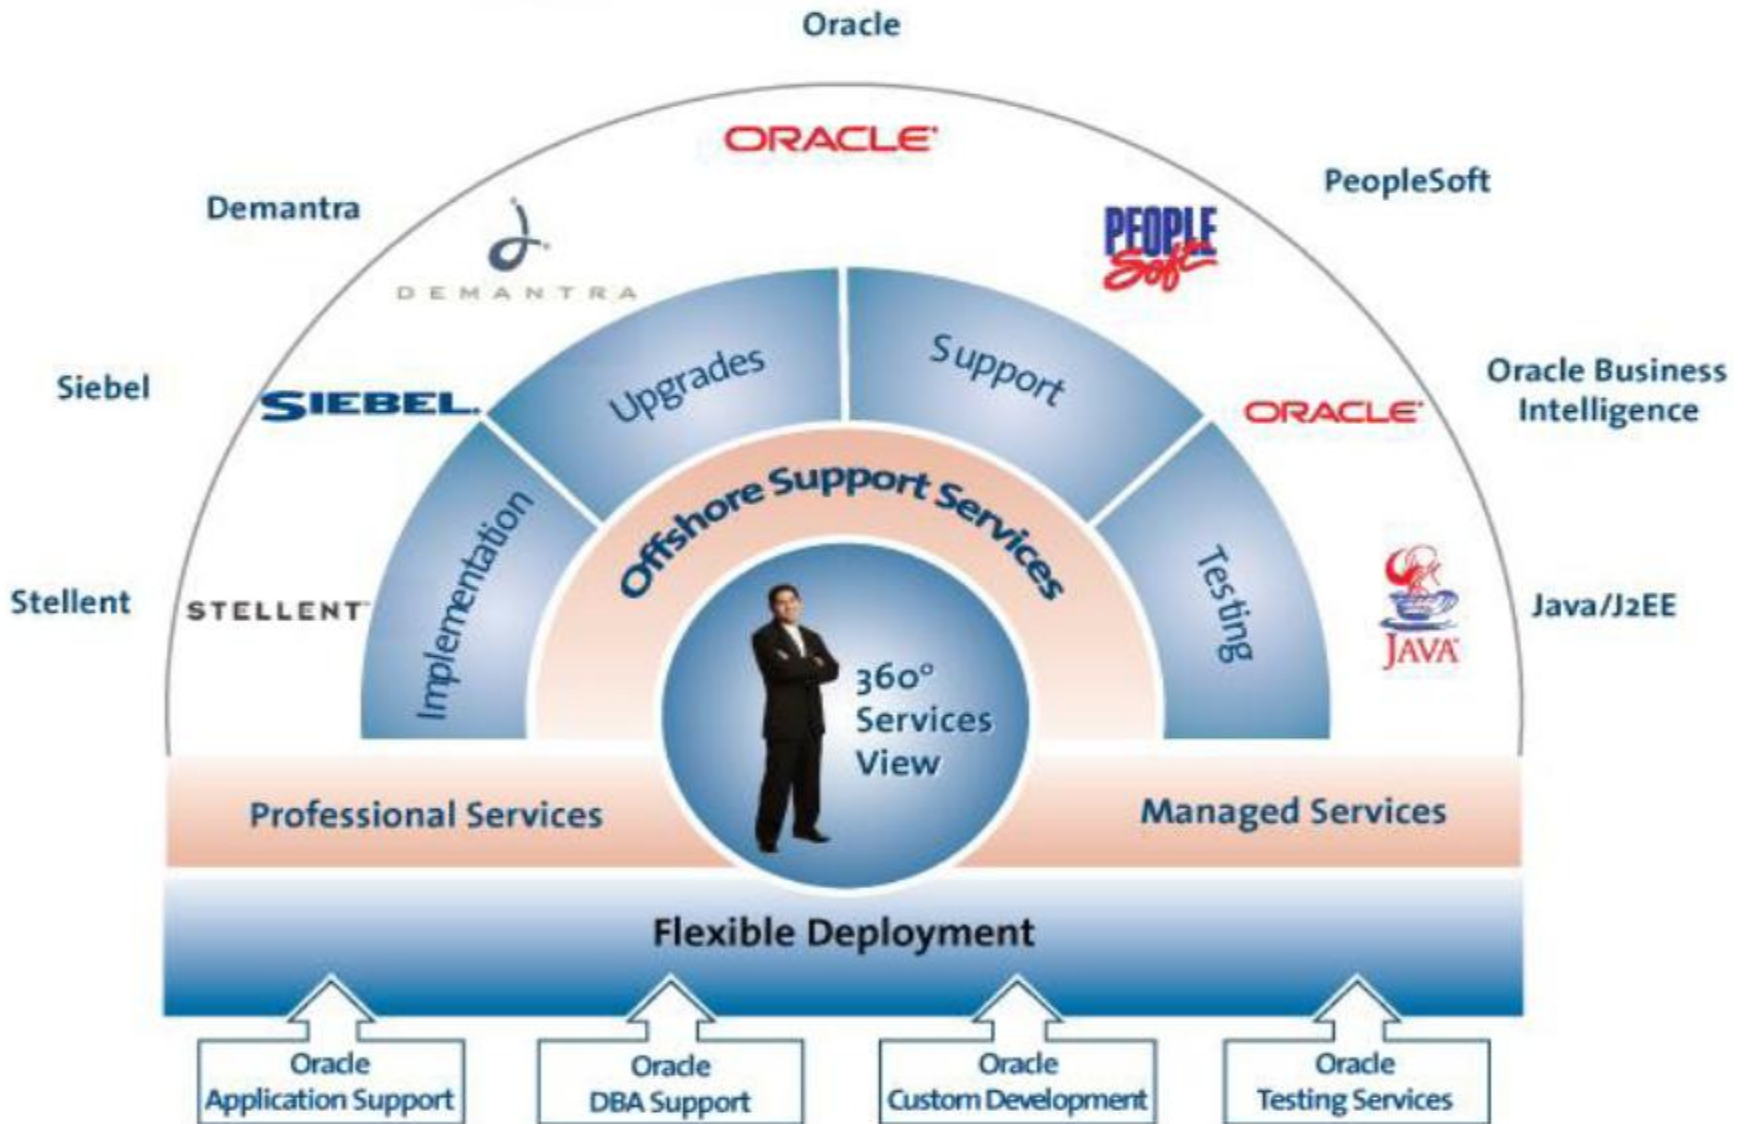 Oracle
ORACLE
PeopleSoft
Demantra
PEOPLE
Soft
DEMANTRA
Upgrades
Support
Siebel
SIEBEL
ORACLE
Oracle Business
Intelligence
Offshore Support Services
Implementation
Testing
Stellent
STELLENT
JAVA
Java/J2EE
360°
Services
View
Professional Services
Managed Services
Flexible Deployment
Oracle
Application Support
Oracle
DBA Support
Oracle
Custom Development
Oracle
Testing Services